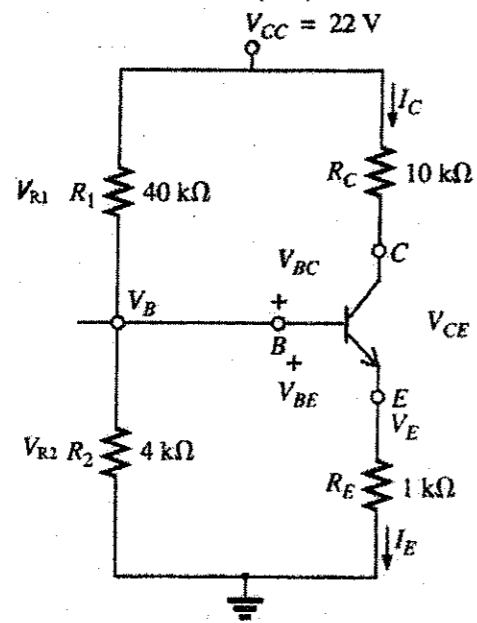 V_CC = 22 V
I_C
V_R1 R_1 40 kΩ
R_C 10 kΩ
V_BC C
V_B
+
B
V_CE
+
V_BE
E
V_E
V_R2 R_2 4 kΩ
R_E 1 kΩ
I_E